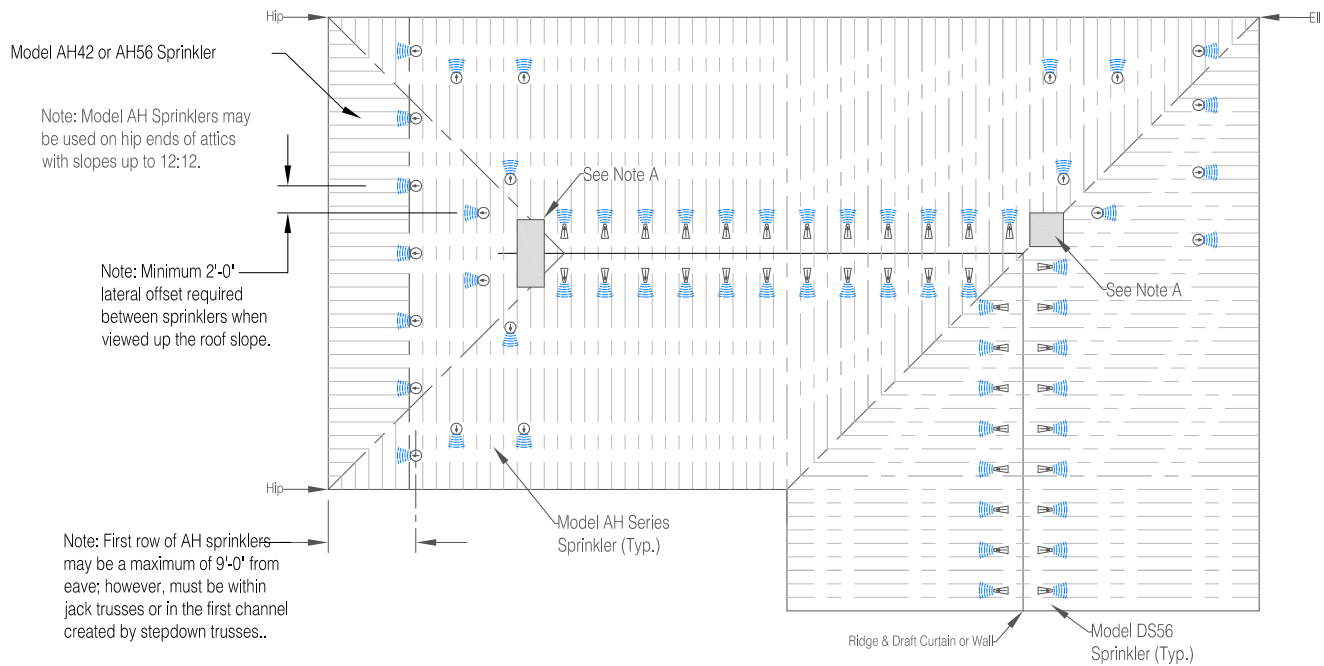 Hip
Ell
Model AH42 or AH56 Sprinkler
Note: Model AH Sprinklers may
be used on hip ends of attics
with slopes up to 12:12.
See Note A
Note: Minimum 2'-0'
lateral offset required
between sprinklers when
viewed up the roof slope.
See Note A
Hip
Note: First row of AH sprinklers
may be a maximum of 9'-0' from
eave; however, must be within
jack trusses or in the first channel
created by stepdown trusses..
Model AH Series
Sprinkler (Typ.)
Ridge & Draft Curtain or Wall
Model DS56
Sprinkler (Typ.)